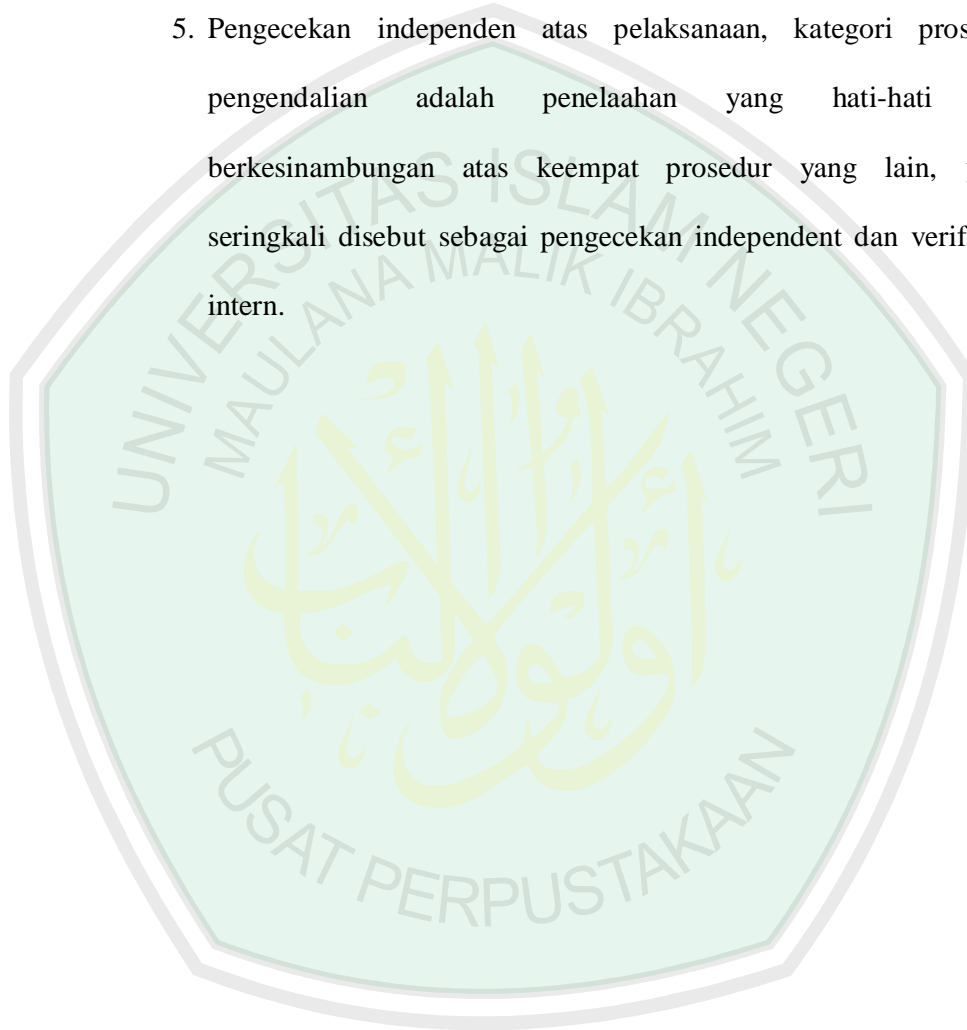 5. Pengecekan independen atas pelaksanaan, kategori pros
pengendalian adalah penelaahan yang hati-hati
berkesinambungan atas keempat prosedur yang lain,
seringkali disebut sebagai pengecekan independent dan verif
intern.
UNIVERSITAS ISLAM NEGERI
MAULANA MALIK IBRAHIM
PUSAT PERPUSTAKAAN